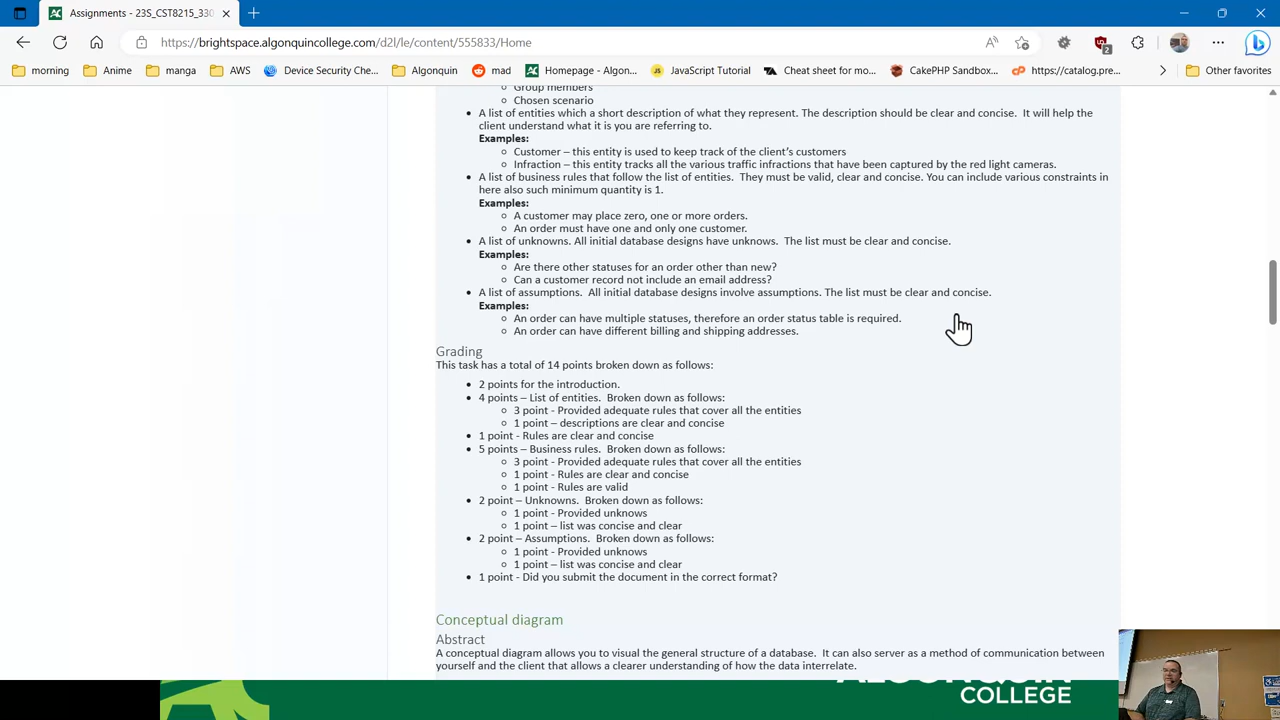 Assignments - 23S_CST8215_330
https://brightspace.algonquincollege.com/d2l/le/content/555833/Home
2
morning
Anime
manga
AWS
Device Security Che...
Algonquin
mad
Homepage - Algon...
JavaScript Tutorial
Cheat sheet for mo...
CakePHP Sandbox...
https://catalog.pre...
Other favorites
Group members
Chosen scenario
A list of entities which a short description of what they represent. The description should be clear and concise. It will help the
client understand what it is you are referring to.
Examples:
Customer – this entity is used to keep track of the client's customers
Infraction – this entity tracks all the various traffic infractions that have been captured by the red light cameras.
A list of business rules that follow the list of entities. They must be valid, clear and concise. You can include various constraints in
here also such minimum quantity is 1.
Examples:
A customer may place zero, one or more orders.
An order must have one and only one customer.
A list of unknowns. All initial database designs have unknows. The list must be clear and concise.
Examples:
Are there other statuses for an order other than new?
Can a customer record not include an email address?
A list of assumptions. All initial database designs involve assumptions. The list must be clear and concise.
Examples:
An order can have multiple statuses, therefore an order status table is required.
An order can have different billing and shipping addresses.
Grading
This task has a total of 14 points broken down as follows:
2 points for the introduction.
4 points – List of entities. Broken down as follows:
3 point - Provided adequate rules that cover all the entities
1 point – descriptions are clear and concise
1 point - Rules are clear and concise
5 points – Business rules. Broken down as follows:
3 point - Provided adequate rules that cover all the entities
1 point - Rules are clear and concise
1 point - Rules are valid
2 point – Unknowns. Broken down as follows:
1 point - Provided unknows
1 point – list was concise and clear
2 point – Assumptions. Broken down as follows:
1 point - Provided unknows
1 point – list was concise and clear
1 point - Did you submit the document in the correct format?
Conceptual diagram
Abstract
A conceptual diagram allows you to visual the general structure of a database. It can also server as a method of communication between
yourself and the client that allows a clearer understanding of how the data interrelate.
ALGONQUIN
COLLEGE